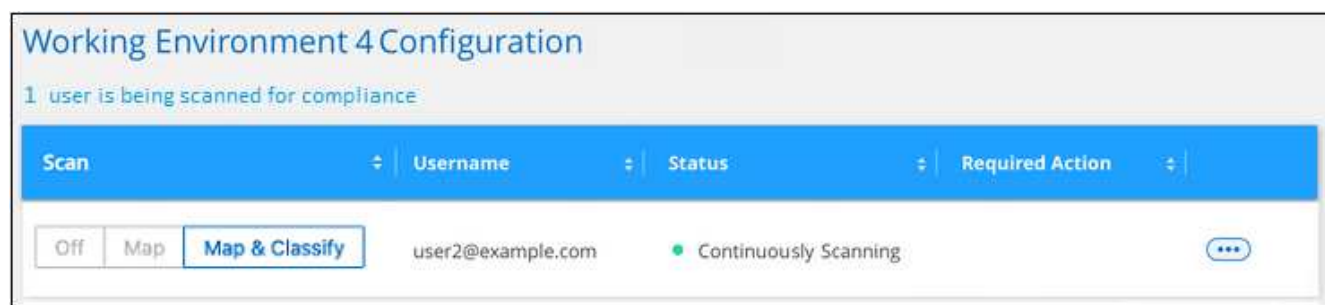 Working Environment 4 Configuration
1 user is being scanned for compliance
Scan Username Status Required Action
Off Map Map & Classify user2@example.com Continuously Scanning